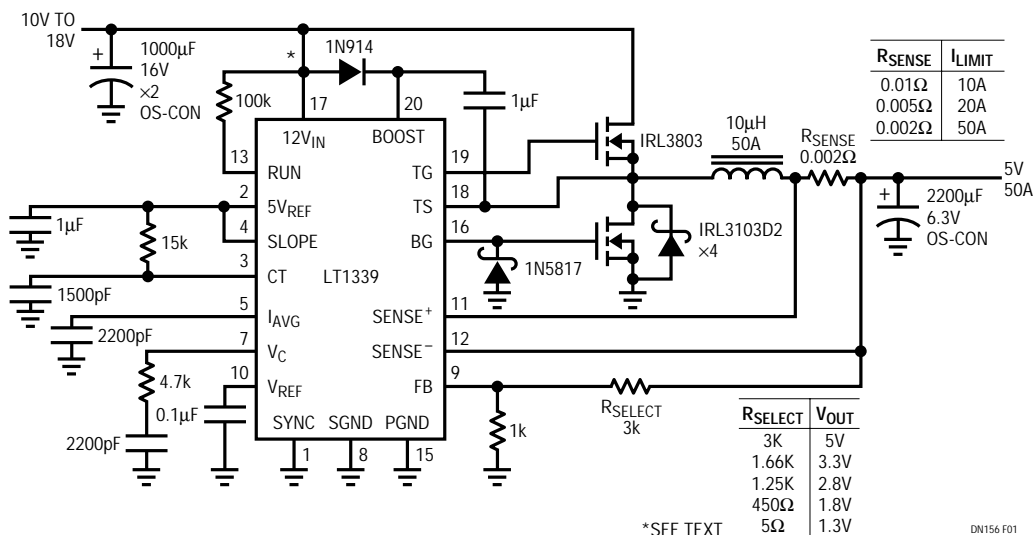 10V TO
18V
+
1000µF
16V
×2
OS-CON
*
1N914
100k
1µF
17
20
12VIN
BOOST
13
RUN
2
5VREF
4
SLOPE
3
CT
LT1339
5
IAVG
7
VC
10
VREF
SYNC
SGND
PGND
1
8
15
TG
19
TS
18
BG
16
SENSE+
11
SENSE−
12
FB
9
1µF
15k
1500pF
2200pF
4.7k
2200pF
0.1µF
IRL3803
IRL3103D2
×4
1N5817
10µH
50A
RSENSE
0.002Ω
RSENSE ILIMIT
0.01Ω 10A
0.005Ω 20A
0.002Ω 50A
5V
50A
+
2200µF
6.3V
OS-CON
1k
RSELECT
3k
RSELECT VOUT
3K 5V
1.66K 3.3V
1.25K 2.8V
450Ω 1.8V
5Ω 1.3V
*SEE TEXT
DN156 F01